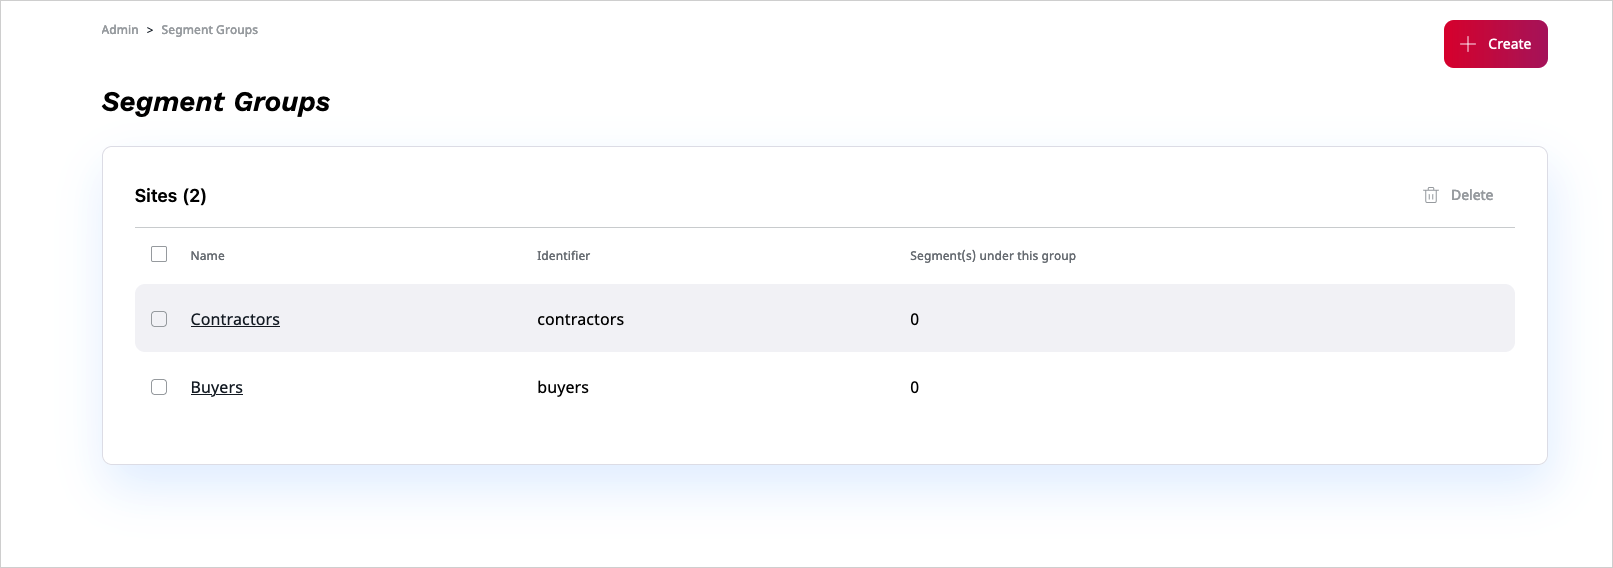 Admin > Segment Groups
Create
Segment Groups
Sites (2)
Delete
Name Identifier Segment(s) under this group
Contractors contractors 0
Buyers buyers 0